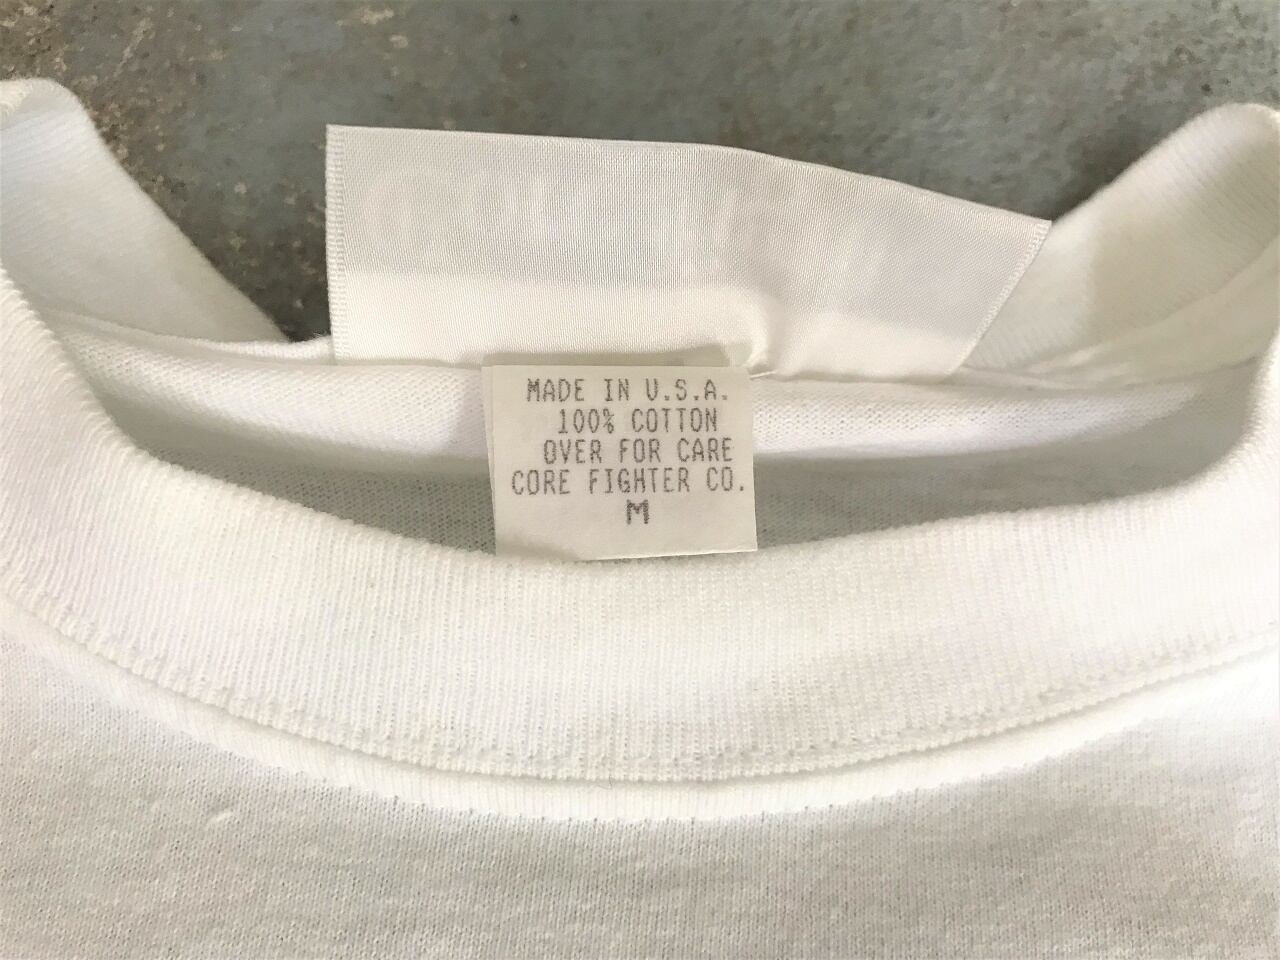 MADE IN U.S.A.
100% COTTON
OVER FOR CARE
CORE FIGHTER CO.
M